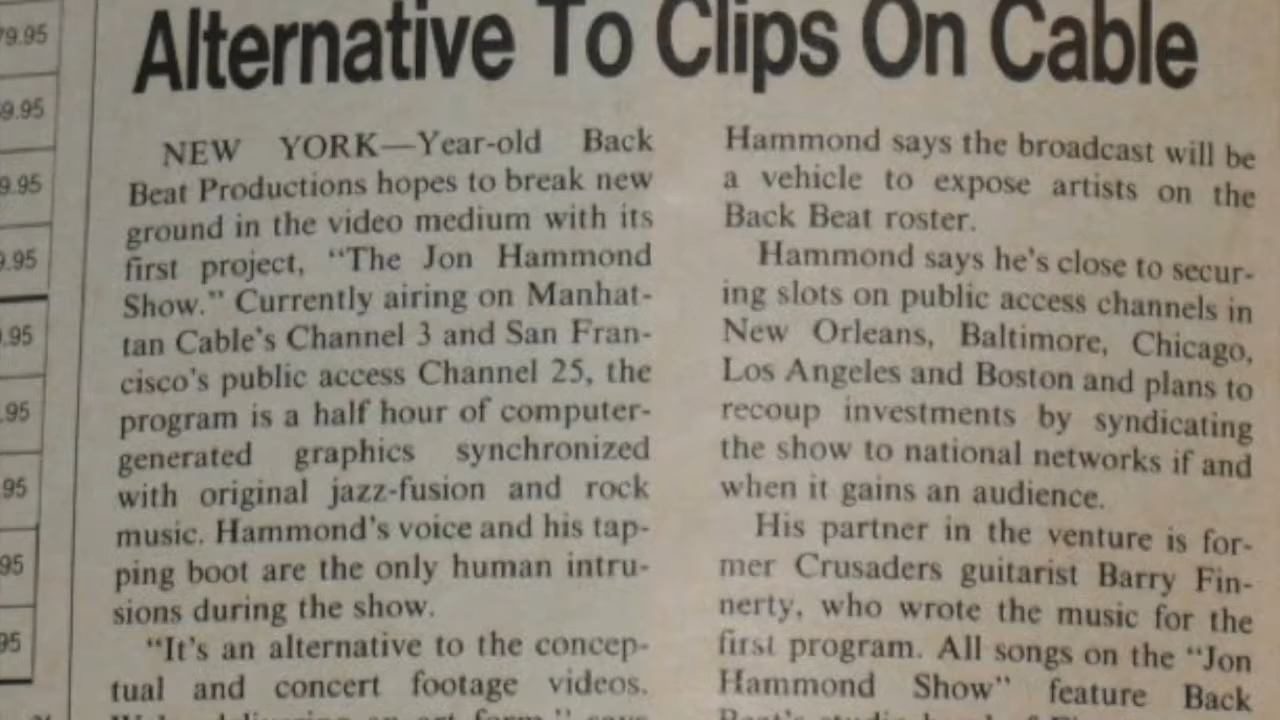 Alternative To Clips On Cable
NEW YORK—Year-old Back
Beat Productions hopes to break new
ground in the video medium with its
first project, “The Jon Hammond
Show.” Currently airing on Manhat-
tan Cable's Channel 3 and San Fran-
cisco's public access Channel 25, the
program is a half hour of computer-
generated graphics synchronized
with original jazz-fusion and rock
music. Hammond's voice and his tap-
ping boot are the only human intru-
sions during the show.
“It's an alternative to the concep-
tual and concert footage videos.
Hammond says the broadcast will be
a vehicle to expose artists on the
Back Beat roster.
Hammond says he's close to secur-
ing slots on public access channels in
New Orleans, Baltimore, Chicago,
Los Angeles and Boston and plans to
recoup investments by syndicating
the show to national networks if and
when it gains an audience.
His partner in the venture is for-
mer Crusaders guitarist Barry Fin-
nerty, who wrote the music for the
first program. All songs on the “Jon
Hammond Show” feature Back
79.95
9.95
9.95
9.95
.95
.95
95
95
95